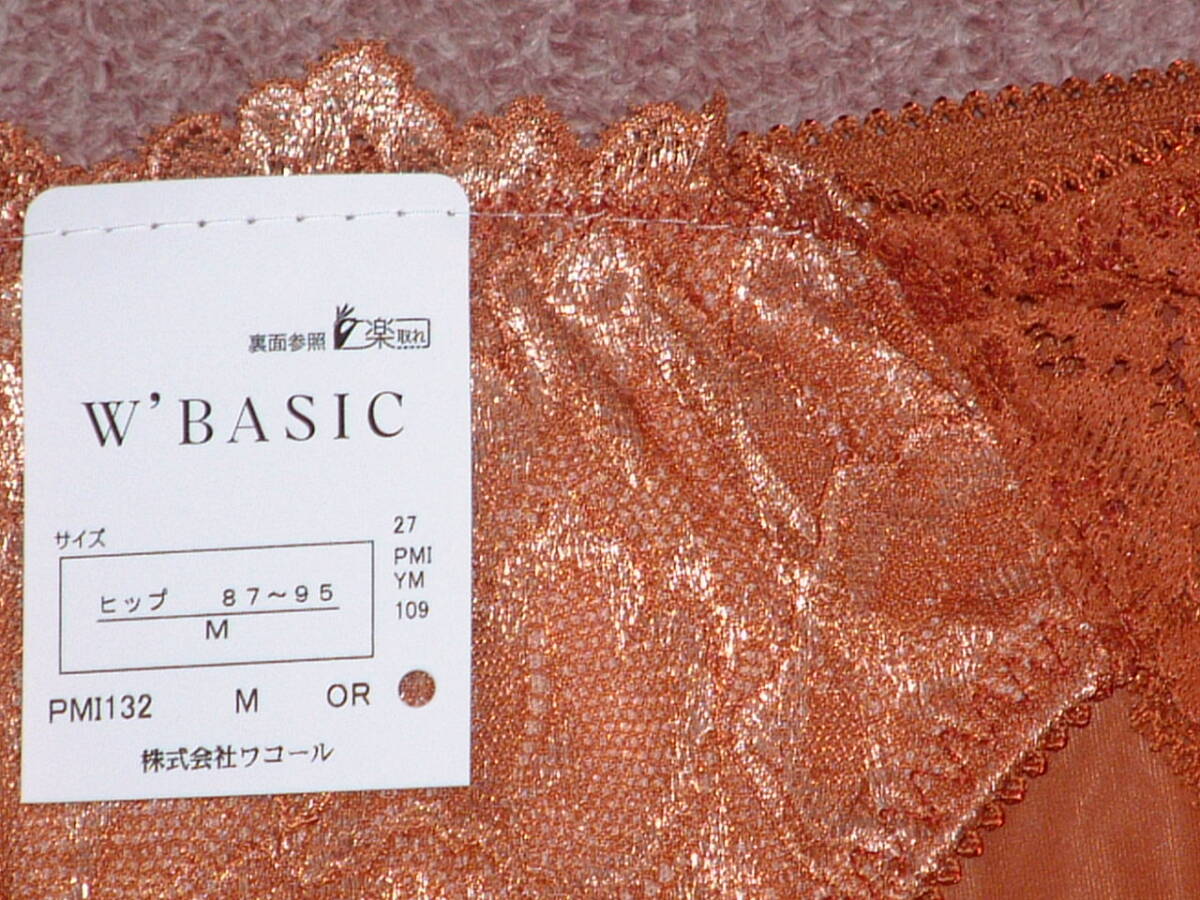 裏面参照 楽取れ
W'BASIC
サイズ
ヒップ 87〜95
M
27
PMI
YM
109
PMI132 M OR
株式会社ワコール